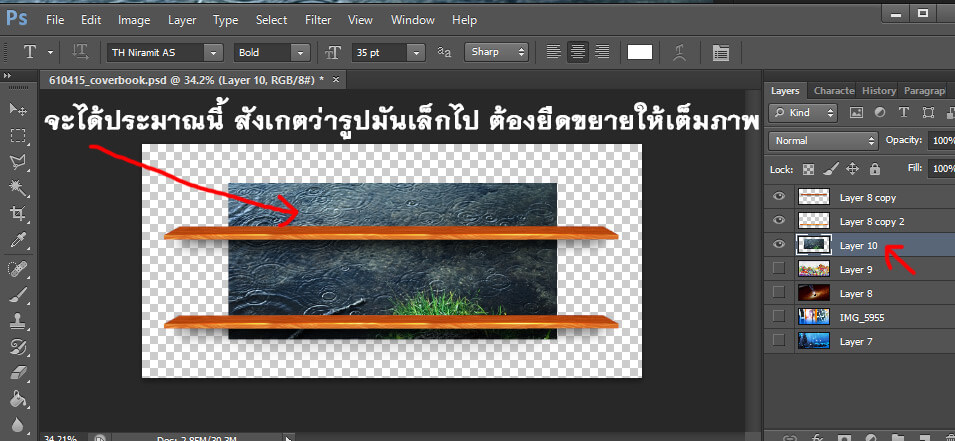 Ps File Edit Image Layer Type Select Filter View Window Help
T T TH Niramit AS Bold T 35 pt aa Sharp
610415_coverbook.psd @ 34.2% (Layer 10, RGB/8#) * ×
จะได้ประมาณนี้ สังเกตว่ารูปมันเล็กไป ต้องยืดขยายให้เต็มภาพ
Layers Characte History Paragrap
Kind T
Normal Opacity: 100%
Lock: Fill: 100%
Layer 8 copy
Layer 8 copy 2
Layer 10
Layer 9
Layer 8
IMG_5955
Layer 7
34.21% Doc: 2.85M/30.3M